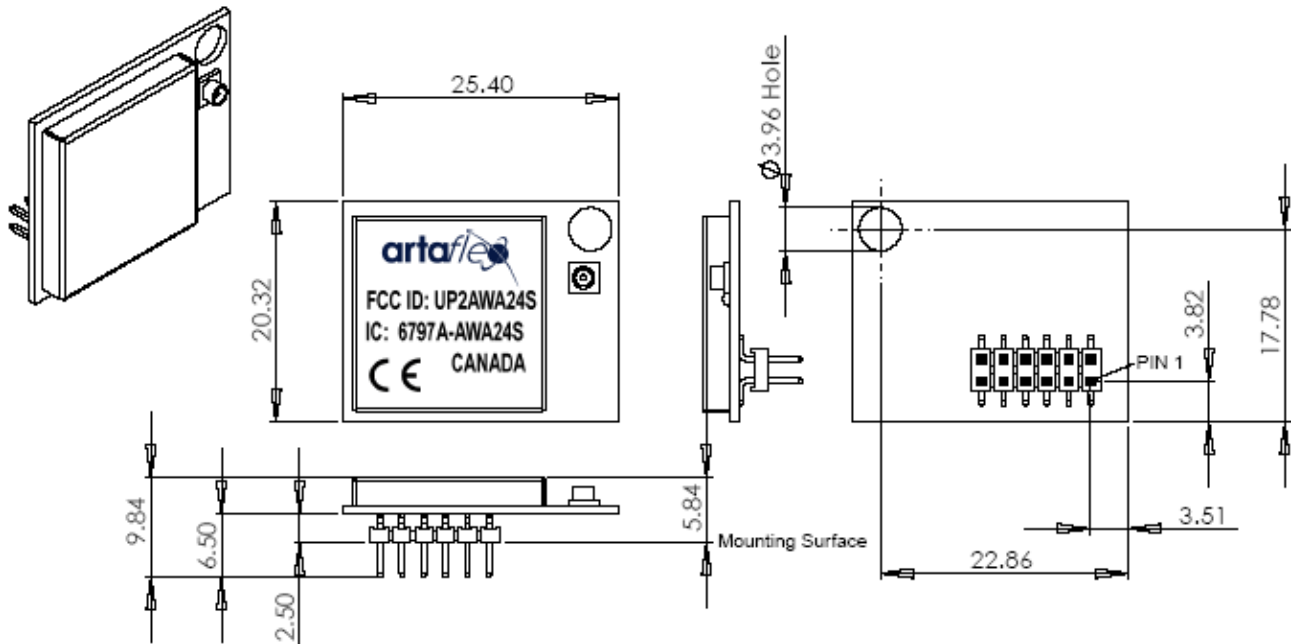 25.40
⌀3.96 Hole
artaflex
FCC ID: UP2AWA24S
IC: 6797A-AWA24S
CE CANADA
20.32
3.82
17.78
PIN 1
9.84
6.50
2.50
5.84
Mounting Surface
3.51
22.86